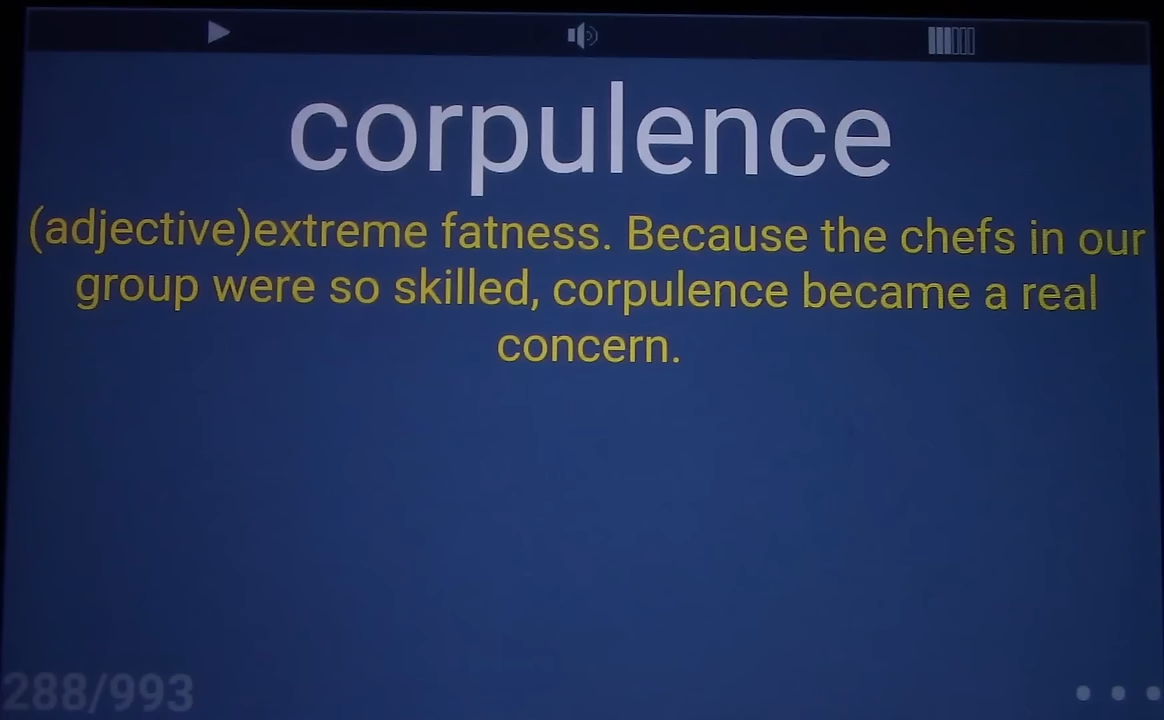 corpulence
(adjective)extreme fatness. Because the chefs in our
group were so skilled, corpulence became a real
concern.
288/993